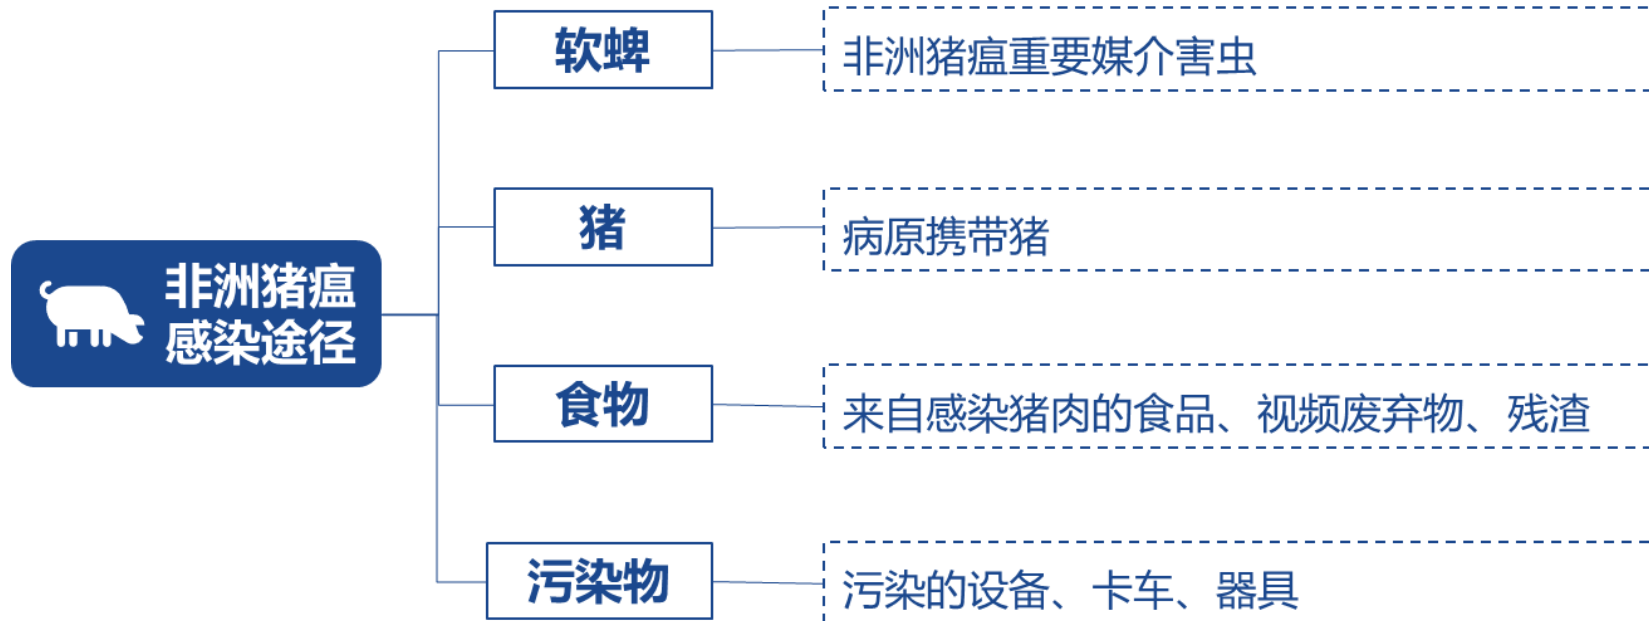 非洲猪瘟
感染途径
软蜱
非洲猪瘟重要媒介害虫
猪
病原携带猪
食物
来自感染猪肉的食品、视频废弃物、残渣
污染物
污染的设备、卡车、器具